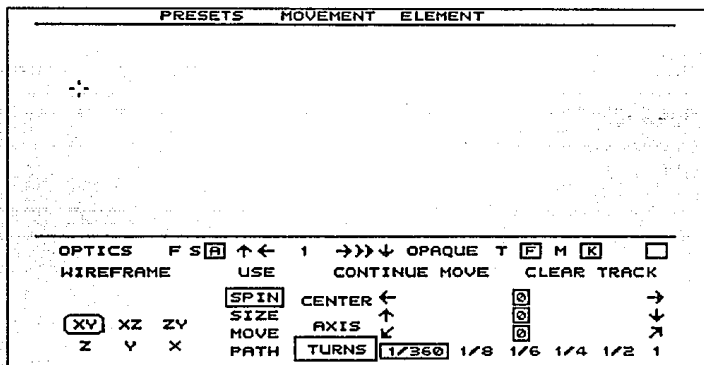 PRESETS MOVEMENT ELEMENT
OPTICS F S A ↑ ← 1 →》》 ↓ OPAQUE T F M K
WIREFRAME USE CONTINUE MOVE CLEAR TRACK
SPIN CENTER ← 0 →
SIZE ↑ 0 ↓
XY XZ ZY MOVE AXIS ↙ 0 ↗
Z Y X PATH TURNS 1/360 1/8 1/6 1/4 1/2 1